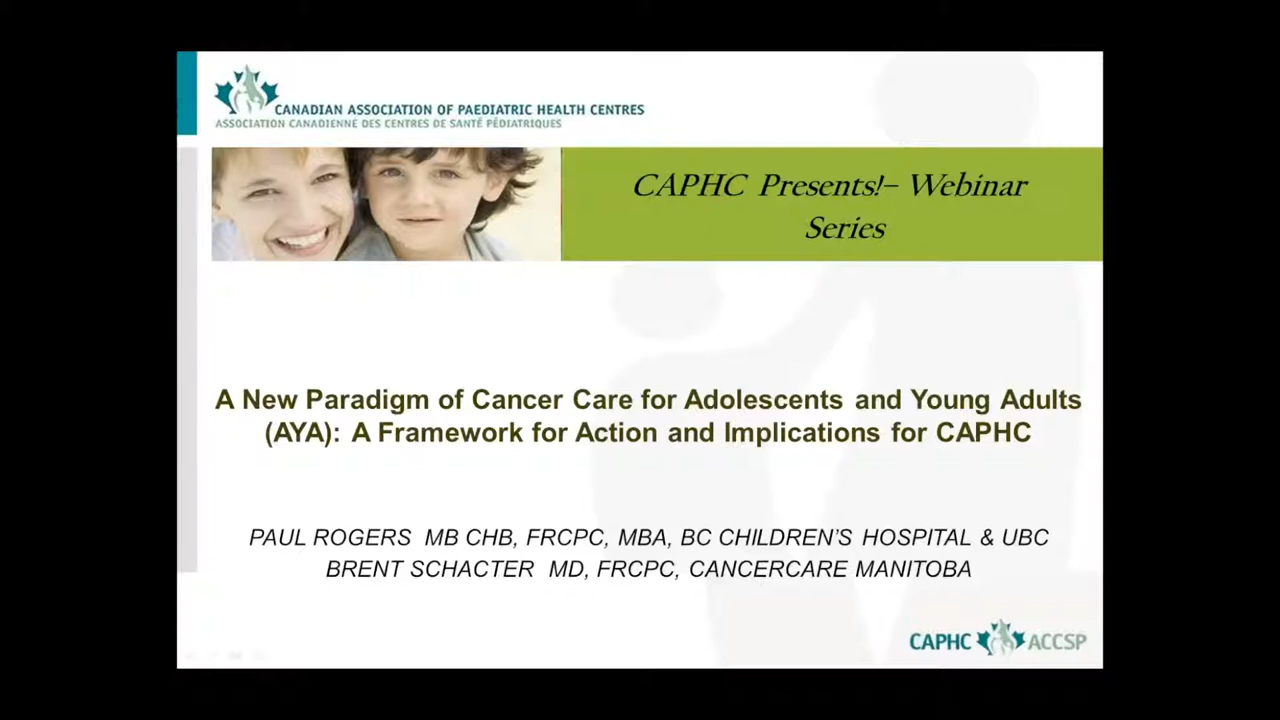 CANADIAN ASSOCIATION OF PAEDIATRIC HEALTH CENTRES
ASSOCIATION CANADIENNE DES CENTRES DE SANTÉ PÉDIATRIQUES
CAPHC Presents!– Webinar
Series
A New Paradigm of Cancer Care for Adolescents and Young Adults
(AYA): A Framework for Action and Implications for CAPHC
PAUL ROGERS MB CHB, FRCPC, MBA, BC CHILDREN'S HOSPITAL & UBC
BRENT SCHACTER MD, FRCPC, CANCERCARE MANITOBA
CAPHC ACCSP